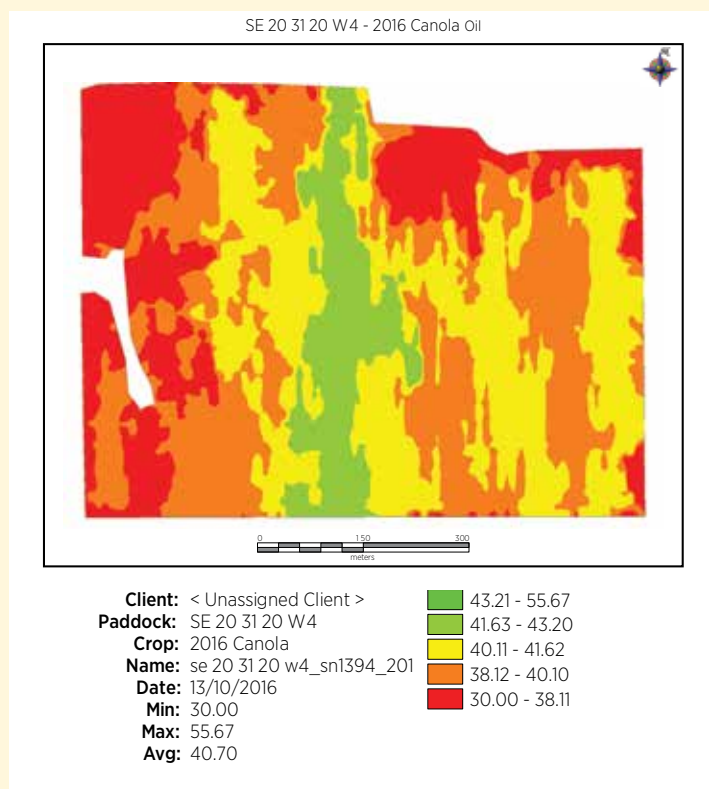 SE 20 31 20 W4 - 2016 Canola Oil
0 150 300
meters
Client: < Unassigned Client >
Paddock: SE 20 31 20 W4
Crop: 2016 Canola
Name: se 20 31 20 w4_sn1394_201
Date: 13/10/2016
Min: 30.00
Max: 55.67
Avg: 40.70
43.21 - 55.67
41.63 - 43.20
40.11 - 41.62
38.12 - 40.10
30.00 - 38.11